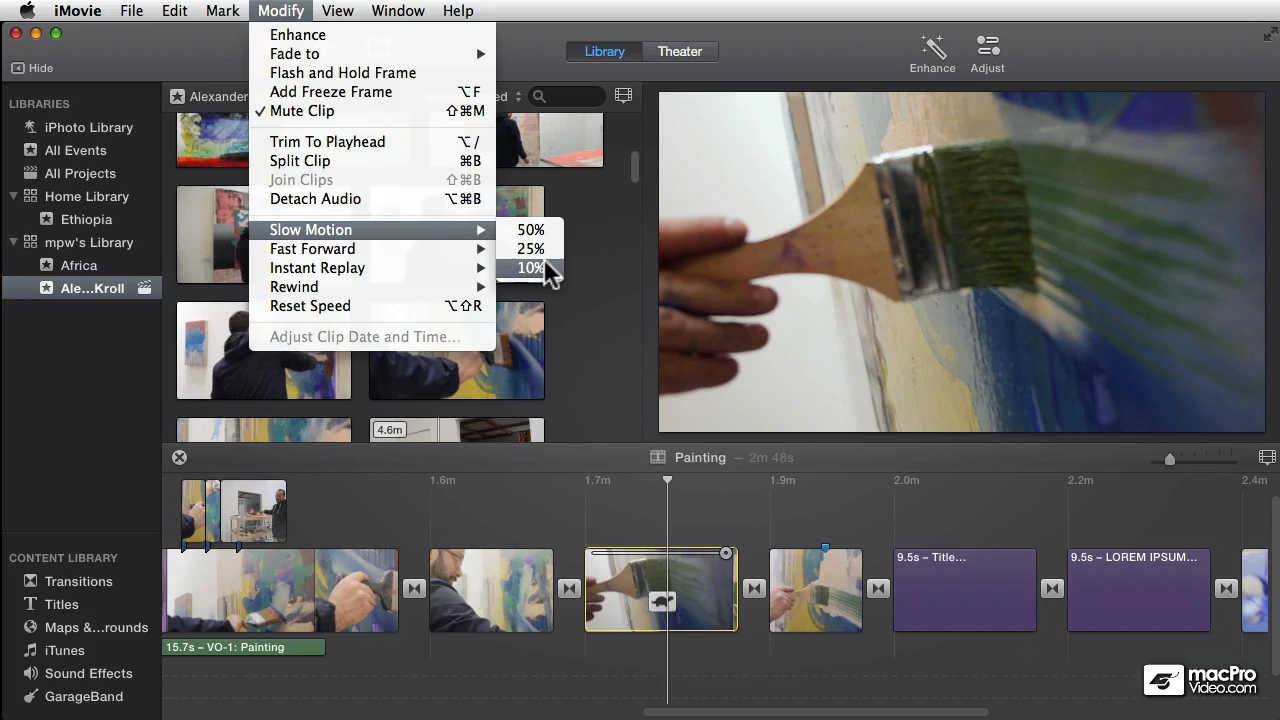 iMovie File Edit Mark Modify View Window Help
Hide
Library Theater
Enhance Adjust
Enhance
Fade to
Flash and Hold Frame
Add Freeze Frame ⌥F
✓ Mute Clip ⇧⌘M
Trim To Playhead ⌥/
Split Clip ⌘B
Join Clips ⇧⌘B
Detach Audio ⌥⌘B
Slow Motion
Fast Forward
Instant Replay
Rewind
Reset Speed ⌥⇧R
Adjust Clip Date and Time...
50%
25%
10%
LIBRARIES
iPhoto Library
All Events
All Projects
Home Library
Ethiopia
mpw's Library
Africa
Ale...Kroll
Alexander
4.6m
CONTENT LIBRARY
Transitions
Titles
Maps &...rounds
iTunes
Sound Effects
GarageBand
Painting – 2m 48s
1.6m 1.7m 1.9m 2.0m 2.2m 2.4m
9.5s – Title... 9.5s – LOREM IPSUM...
15.7s – VO-1: Painting
macPro
Video.com